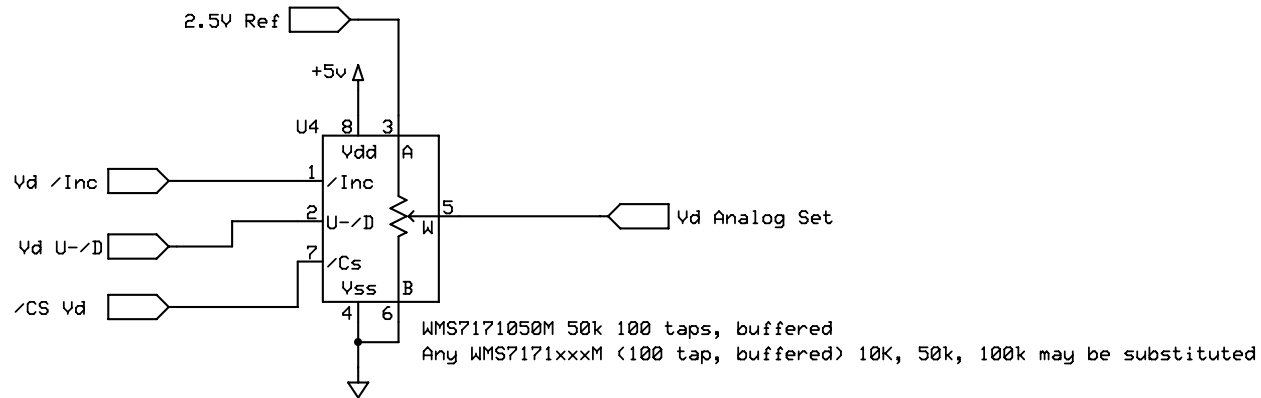 2.5V Ref
+5v
U4 8 3
Vdd A
Vd /Inc 1 /Inc
2 U-/D W 5 Vd Analog Set
Vd U-/D
7 /Cs
/CS Vd
Vss B
4 6
WMS7171050M 50k 100 taps, buffered
Any WMS7171xxxM (100 tap, buffered) 10K, 50k, 100k may be substituted